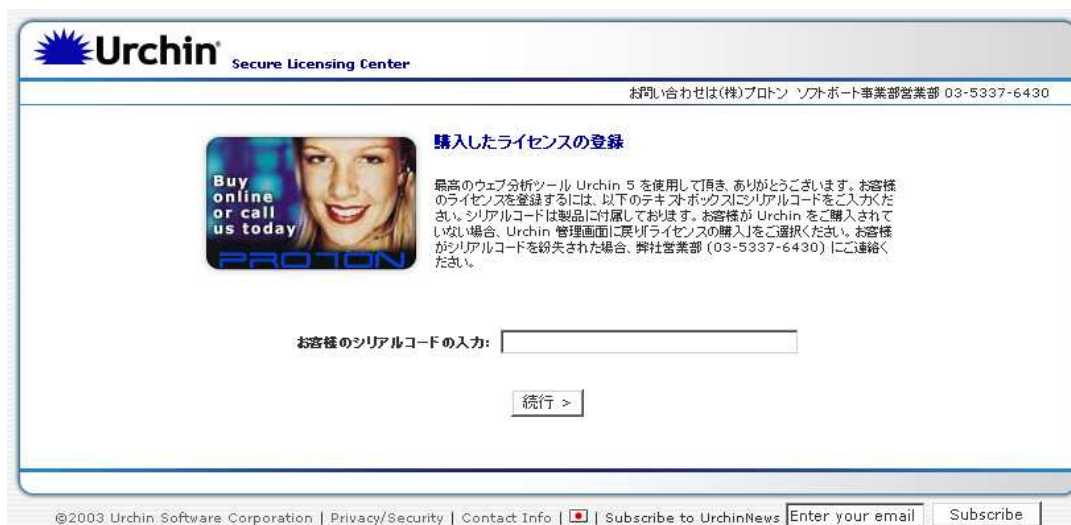 Urchin
Secure Licensing Center
お問い合わせは(株)プロトン ソフトボート事業部営業部 03-5337-6430
Buy
online
or call
us today
PROTON
購入したライセンスの登録
最高のウェブ分析ツール Urchin 5 を使用して頂き、ありがとうございます。お客様
のライセンスを登録するには、以下のテキストボックスにシリアルコードをご入力くだ
さい。シリアルコードは製品に付属しております。お客様が Urchin をご購入されて
いない場合、Urchin 管理画面に戻り「ライセンスの購入」をご選択ください。お客様
がシリアルコードを紛失された場合、弊社営業部 (03-5337-6430) にご連絡く
ださい。
お客様のシリアルコードの入力:
続行 >
©2003 Urchin Software Corporation | Privacy/Security | Contact Info | | Subscribe to UrchinNews Enter your email Subscribe